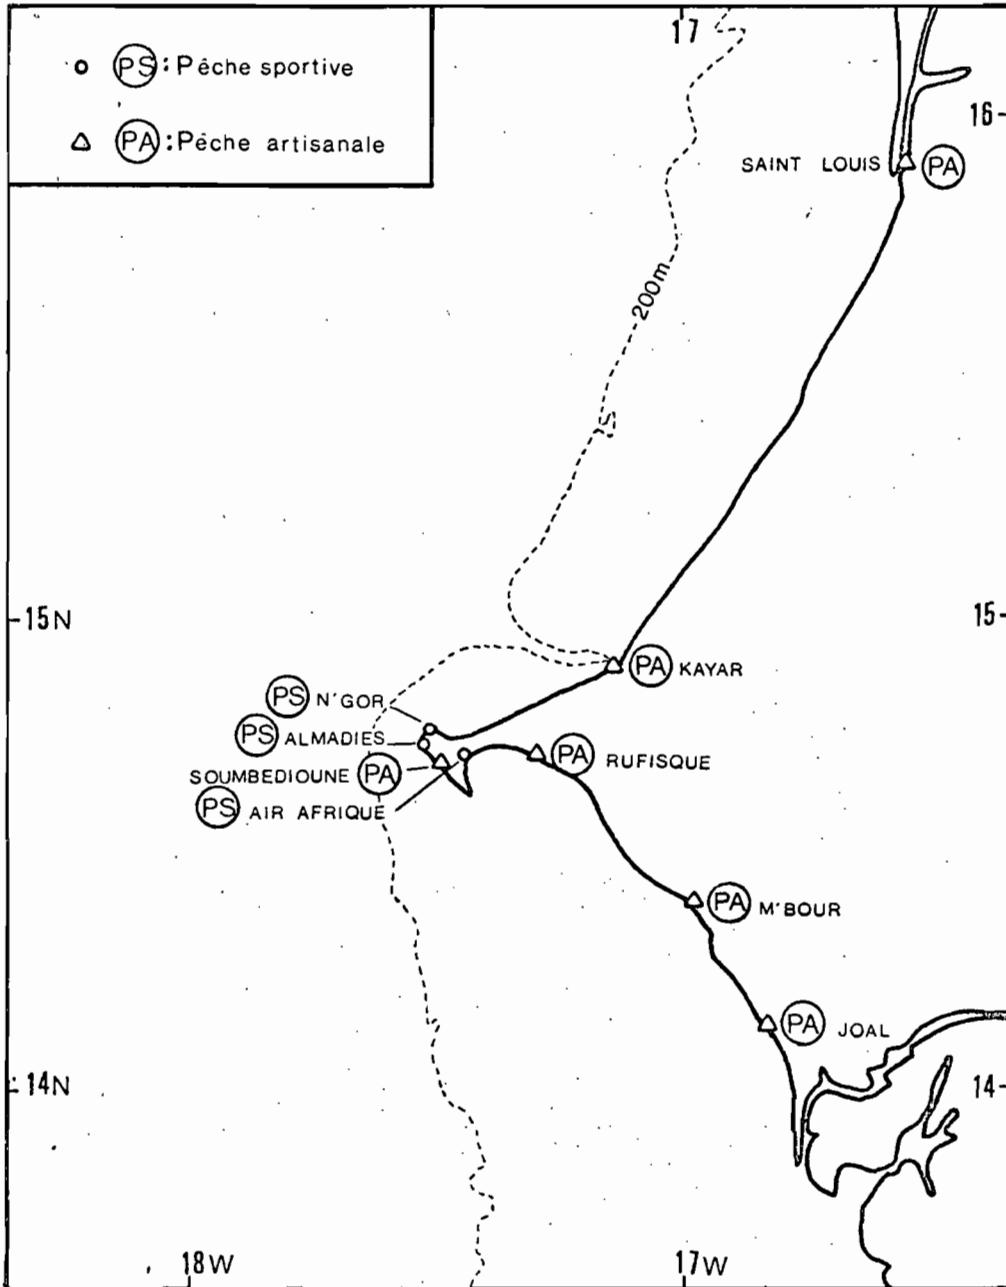 PS : Pêche sportive
PA : Pêche artisanale
17
16
SAINT LOUIS PA
200m
15N
15
PA KAYAR
PS N'GOR
PS ALMADIES
SOUMBEDIOUNE PA
PA RUFISQUE
PS AIR AFRIQUE
PA M'BOUR
PA JOAL
14N
14
18W
17W